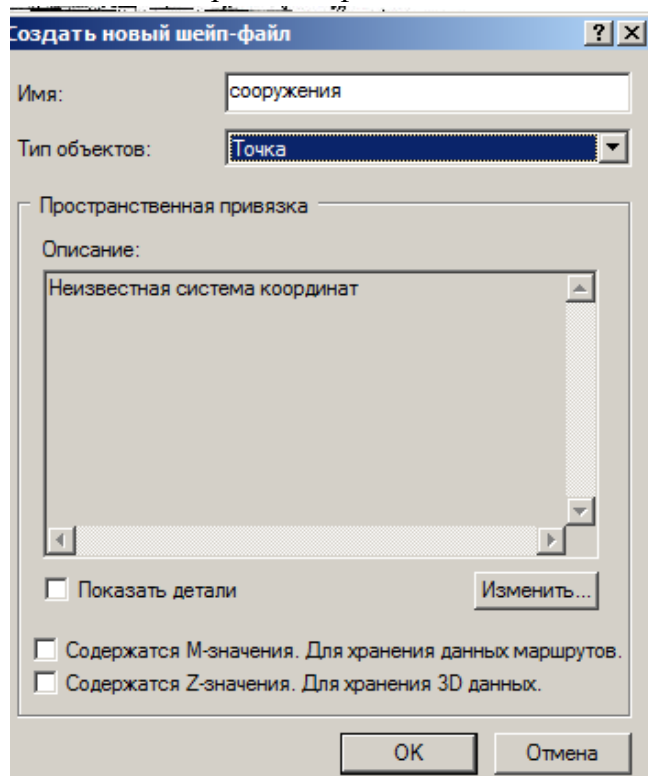 Создать новый шейп-файл
Имя:
сооружения
Тип объектов:
Точка
Пространственная привязка
Описание:
Неизвестная система координат
Показать детали
Изменить...
Содержатся M-значения. Для хранения данных маршрутов.
Содержатся Z-значения. Для хранения 3D данных.
OK
Отмена